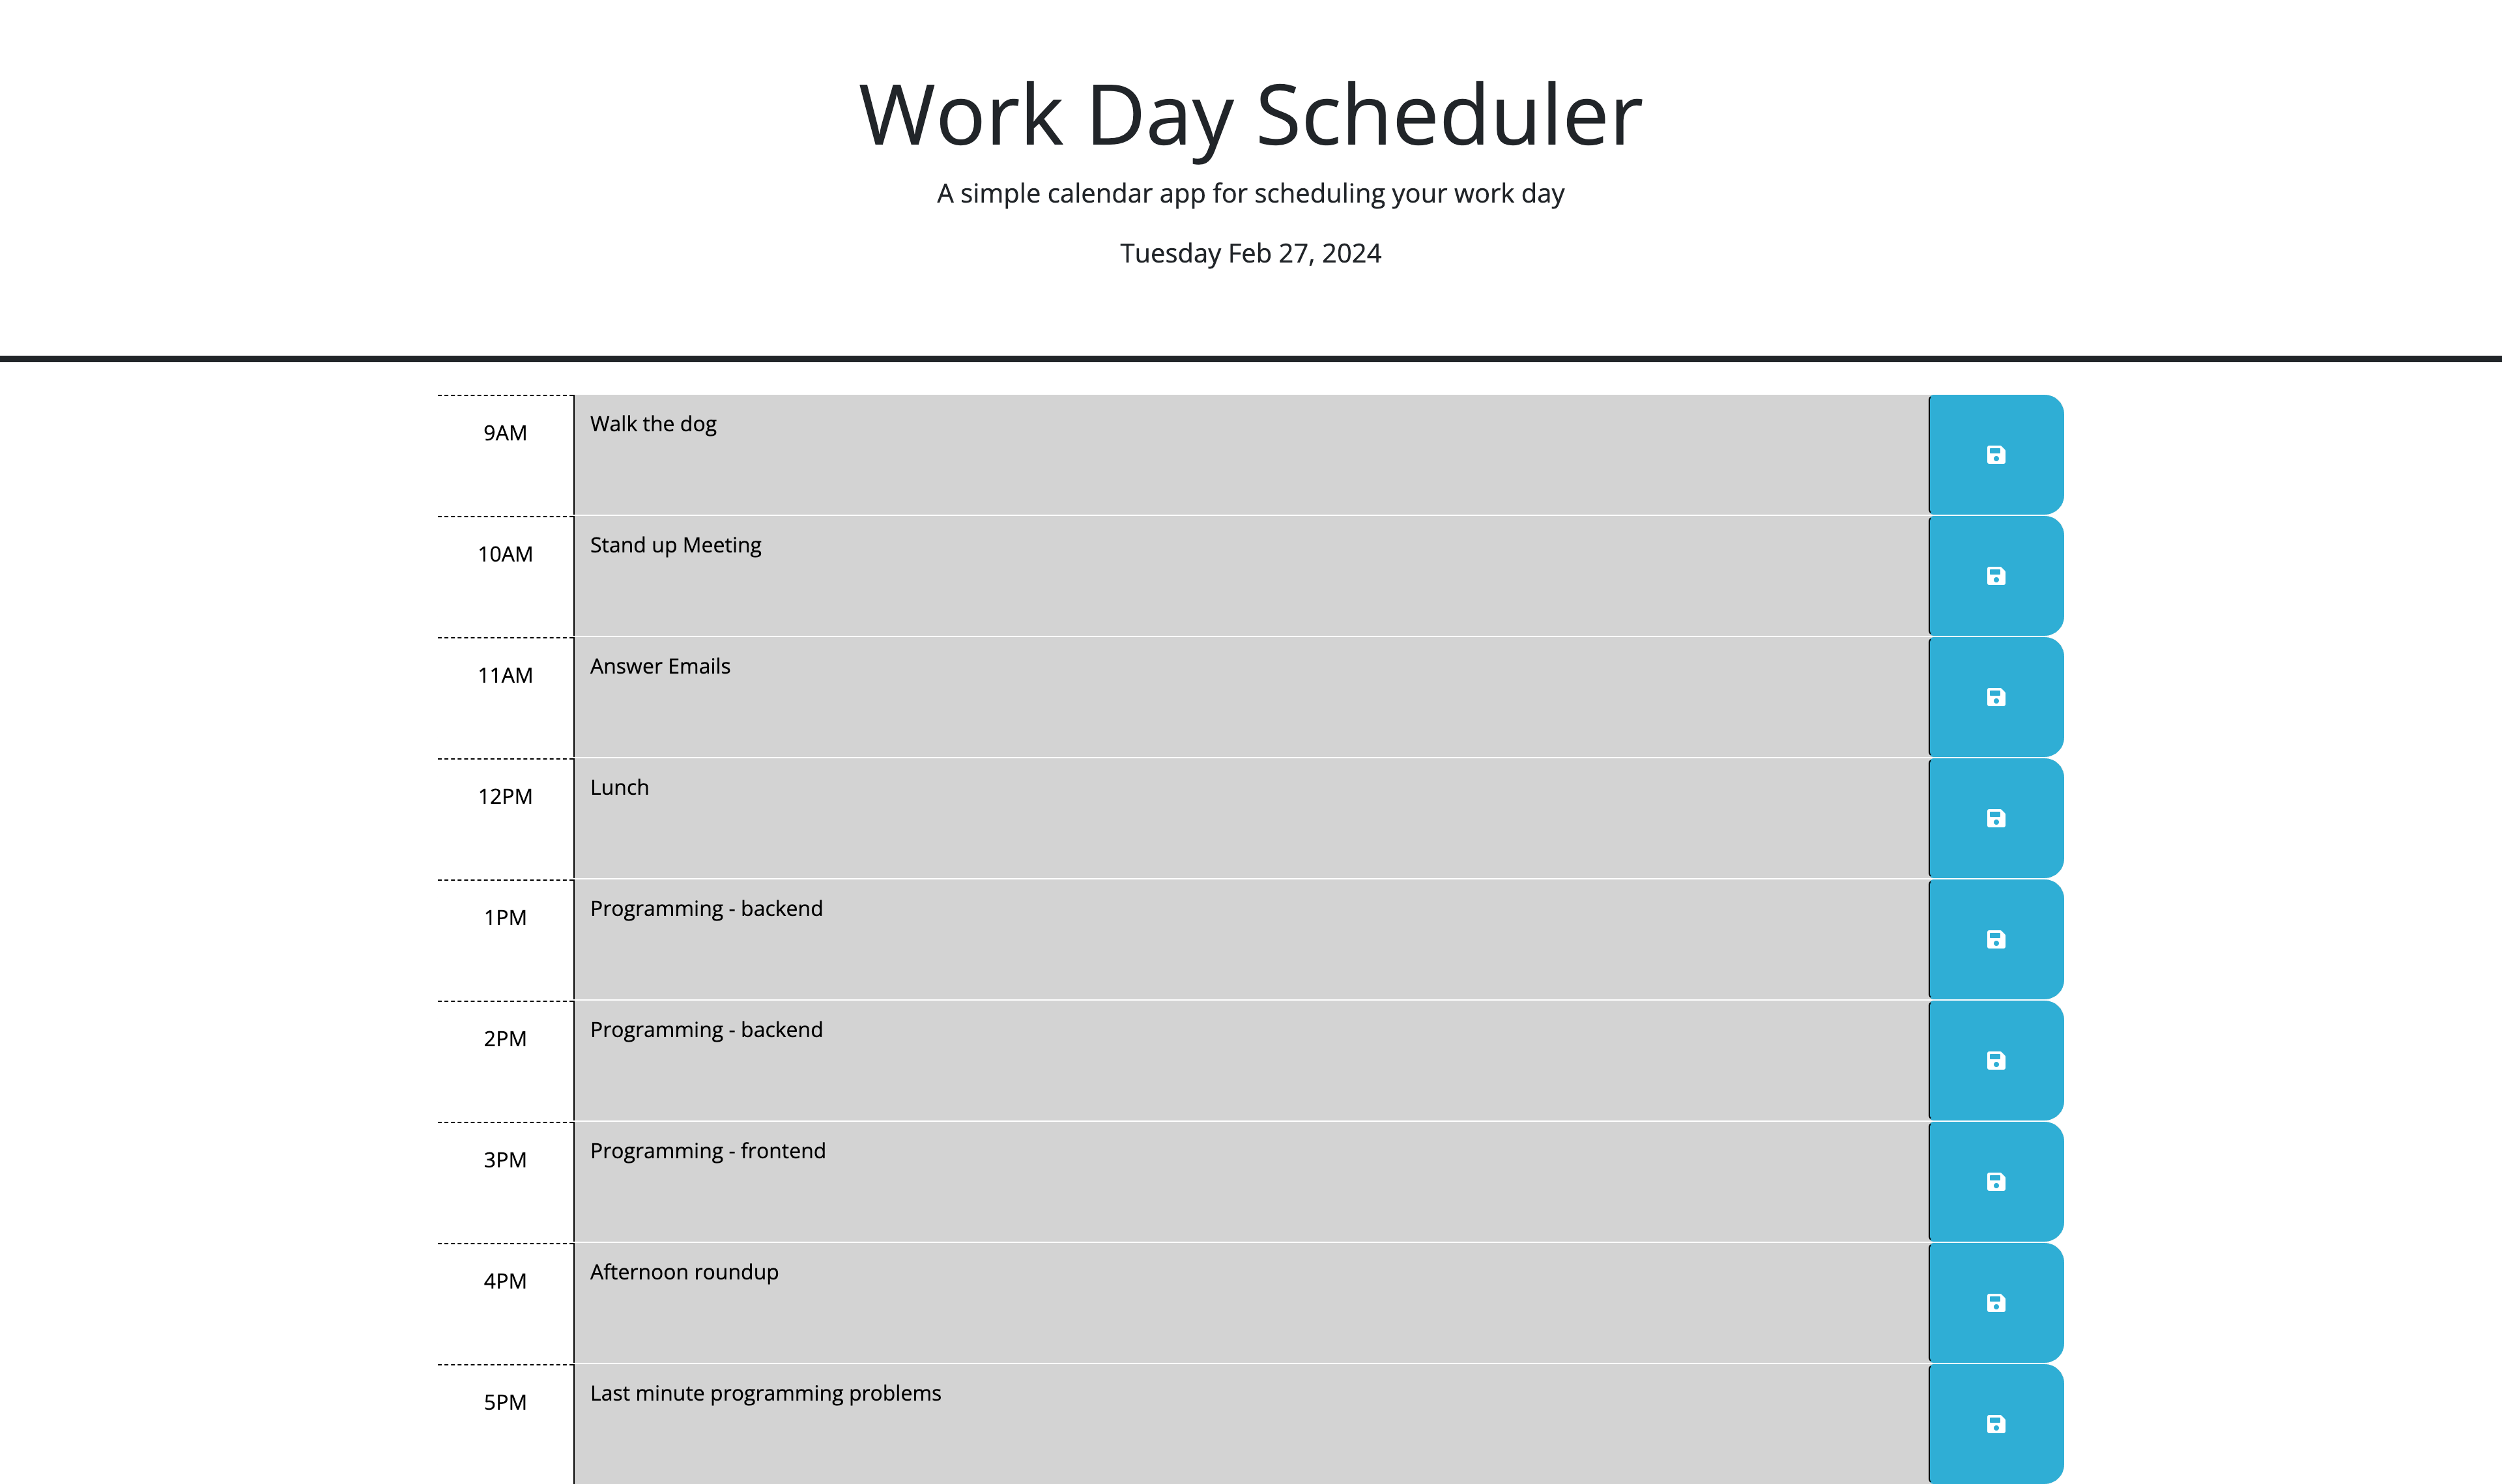 Work Day Scheduler
A simple calendar app for scheduling your work day
Tuesday Feb 27, 2024
9AM Walk the dog
10AM Stand up Meeting
11AM Answer Emails
12PM Lunch
1PM Programming - backend
2PM Programming - backend
3PM Programming - frontend
4PM Afternoon roundup
5PM Last minute programming problems